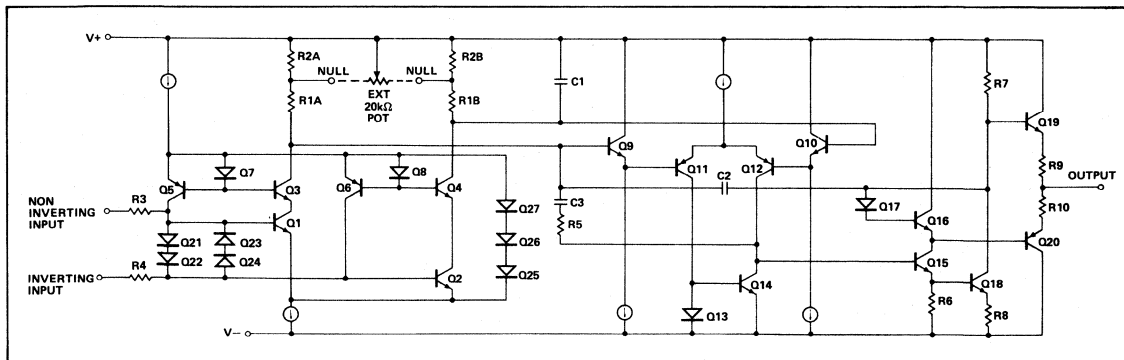 V+
R2A
R2B
NULL
NULL
R1A
EXT
20kΩ
POT
R1B
C1
R7
Q19
Q9
Q10
Q11
Q12
Q5
Q7
Q3
Q6
Q8
Q4
C2
R9
OUTPUT
NON
INVERTING
INPUT
R3
Q27
C3
Q17
Q16
R10
Q21
Q23
Q1
R5
Q26
Q20
Q22
Q24
Q15
INVERTING
INPUT
R4
Q2
Q25
Q14
Q18
R6
R8
Q13
V−